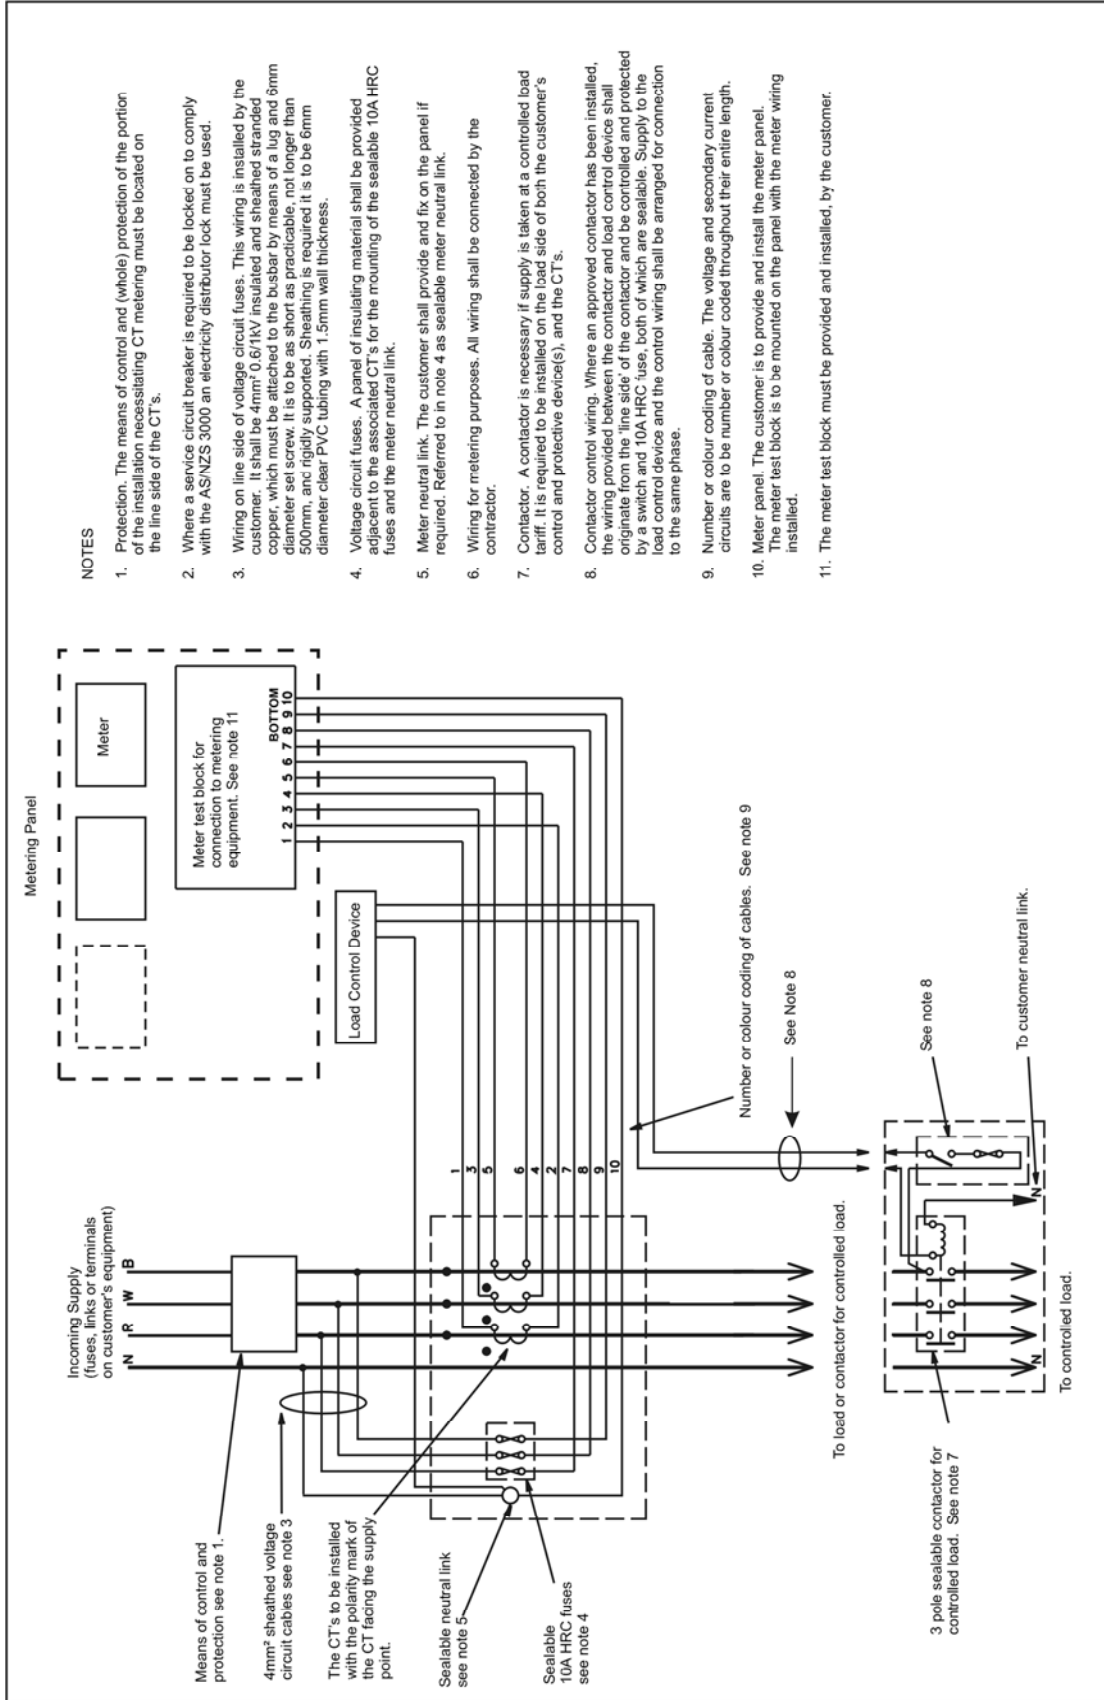 Metering Panel
Meter
Meter test block for
connection to metering
equipment. See note 11
BOTTOM
1 2 3 4 5 6 7 8 9 10
Load Control Device
Incoming Supply
(fuses, links or terminals
on customer's equipment)
N R W B
Means of control and
protection see note 1.
4mm² sheathed voltage
circuit cables see note 3
The CT's to be installed
with the polarity mark of
the CT facing the supply
point.
Sealable neutral link
see note 5
Sealable
10A HRC fuses
see note 4
1
3
5
6
4
2
7
8
9
10
Number or colour coding of cables. See note 9
See Note 8
To load or contactor for controlled load.
3 pole sealable contactor for
controlled load. See note 7
See note 8
N
N
To customer neutral link.
To controlled load.
NOTES
1. Protection. The means of control and (whole) protection of the portion
of the installation necessitating CT metering must be located on
the line side of the CT's.
2. Where a service circuit breaker is required to be locked on to comply
with the AS/NZS 3000 an electricity distributor lock must be used.
3. Wiring on line side of voltage circuit fuses. This wiring is installed by the
customer. It shall be 4mm² 0.6/1kV insulated and sheathed stranded
copper, which must be attached to the busbar by means of a lug and 6mm
diameter set screw. It is to be as short as practicable, not longer than
500mm, and rigidly supported. Sheathing is required it is to be 6mm
diameter clear PVC tubing with 1.5mm wall thickness.
4. Voltage circuit fuses. A panel of insulating material shall be provided
adjacent to the associated CT's for the mounting of the sealable 10A HRC
fuses and the meter neutral link.
5. Meter neutral link. The customer shall provide and fix on the panel if
required. Referred to in note 4 as sealable meter neutral link.
6. Wiring for metering purposes. All wiring shall be connected by the
contractor.
7. Contactor. A contactor is necessary if supply is taken at a controlled load
tariff. It is required to be installed on the load side of both the customer's
control and protective device(s), and the CT's.
8. Contactor control wiring. Where an approved contactor has been installed,
the wiring provided between the contactor and load control device shall
originate from the 'line side' of the contactor and be controlled and protected
by a switch and 10A HRC fuse, both of which are sealable. Supply to the
load control device and the control wiring shall be arranged for connection
to the same phase.
9. Number or colour coding of cable. The voltage and secondary current
circuits are to be number or colour coded throughout their entire length.
10. Meter panel. The customer is to provide and install the meter panel.
The meter test block is to be mounted on the panel with the meter wiring
installed.
11. The meter test block must be provided and installed, by the customer.